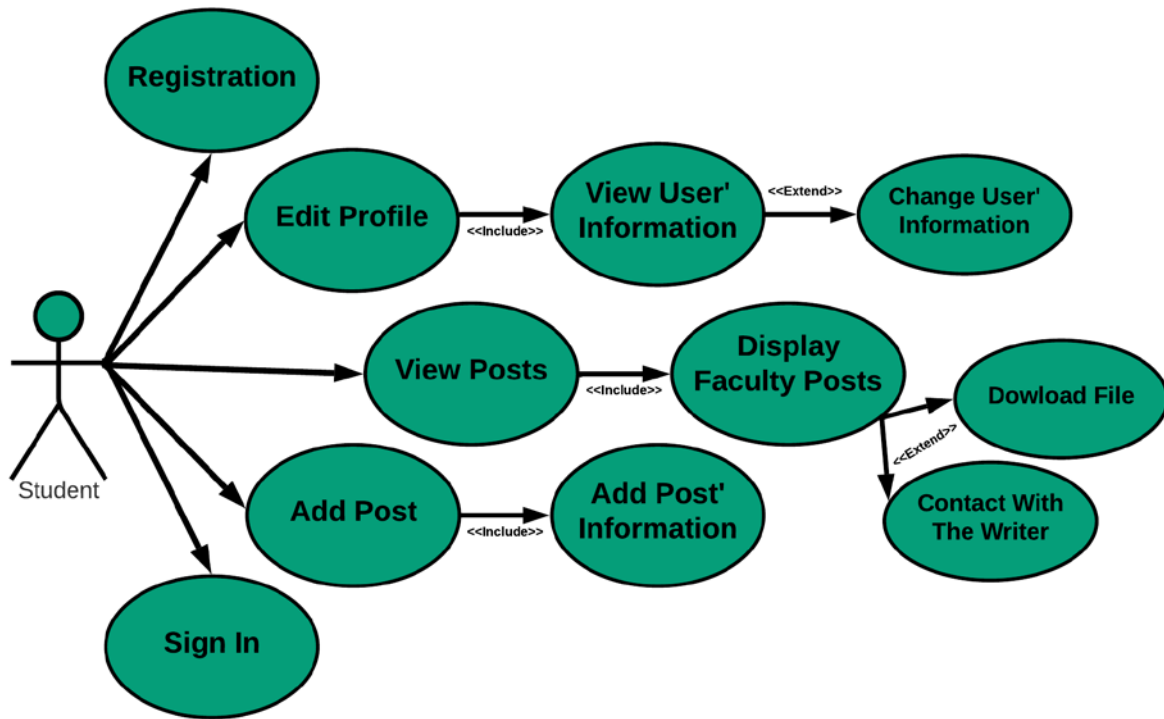 Registration
Edit Profile
<<Include>>
View User'
Information
<<Extend>>
Change User'
Information
View Posts
<<Include>>
Display
Faculty Posts
<<Extend>>
Dowload File
Contact With
The Writer
Student
Add Post
<<Include>>
Add Post'
Information
Sign In